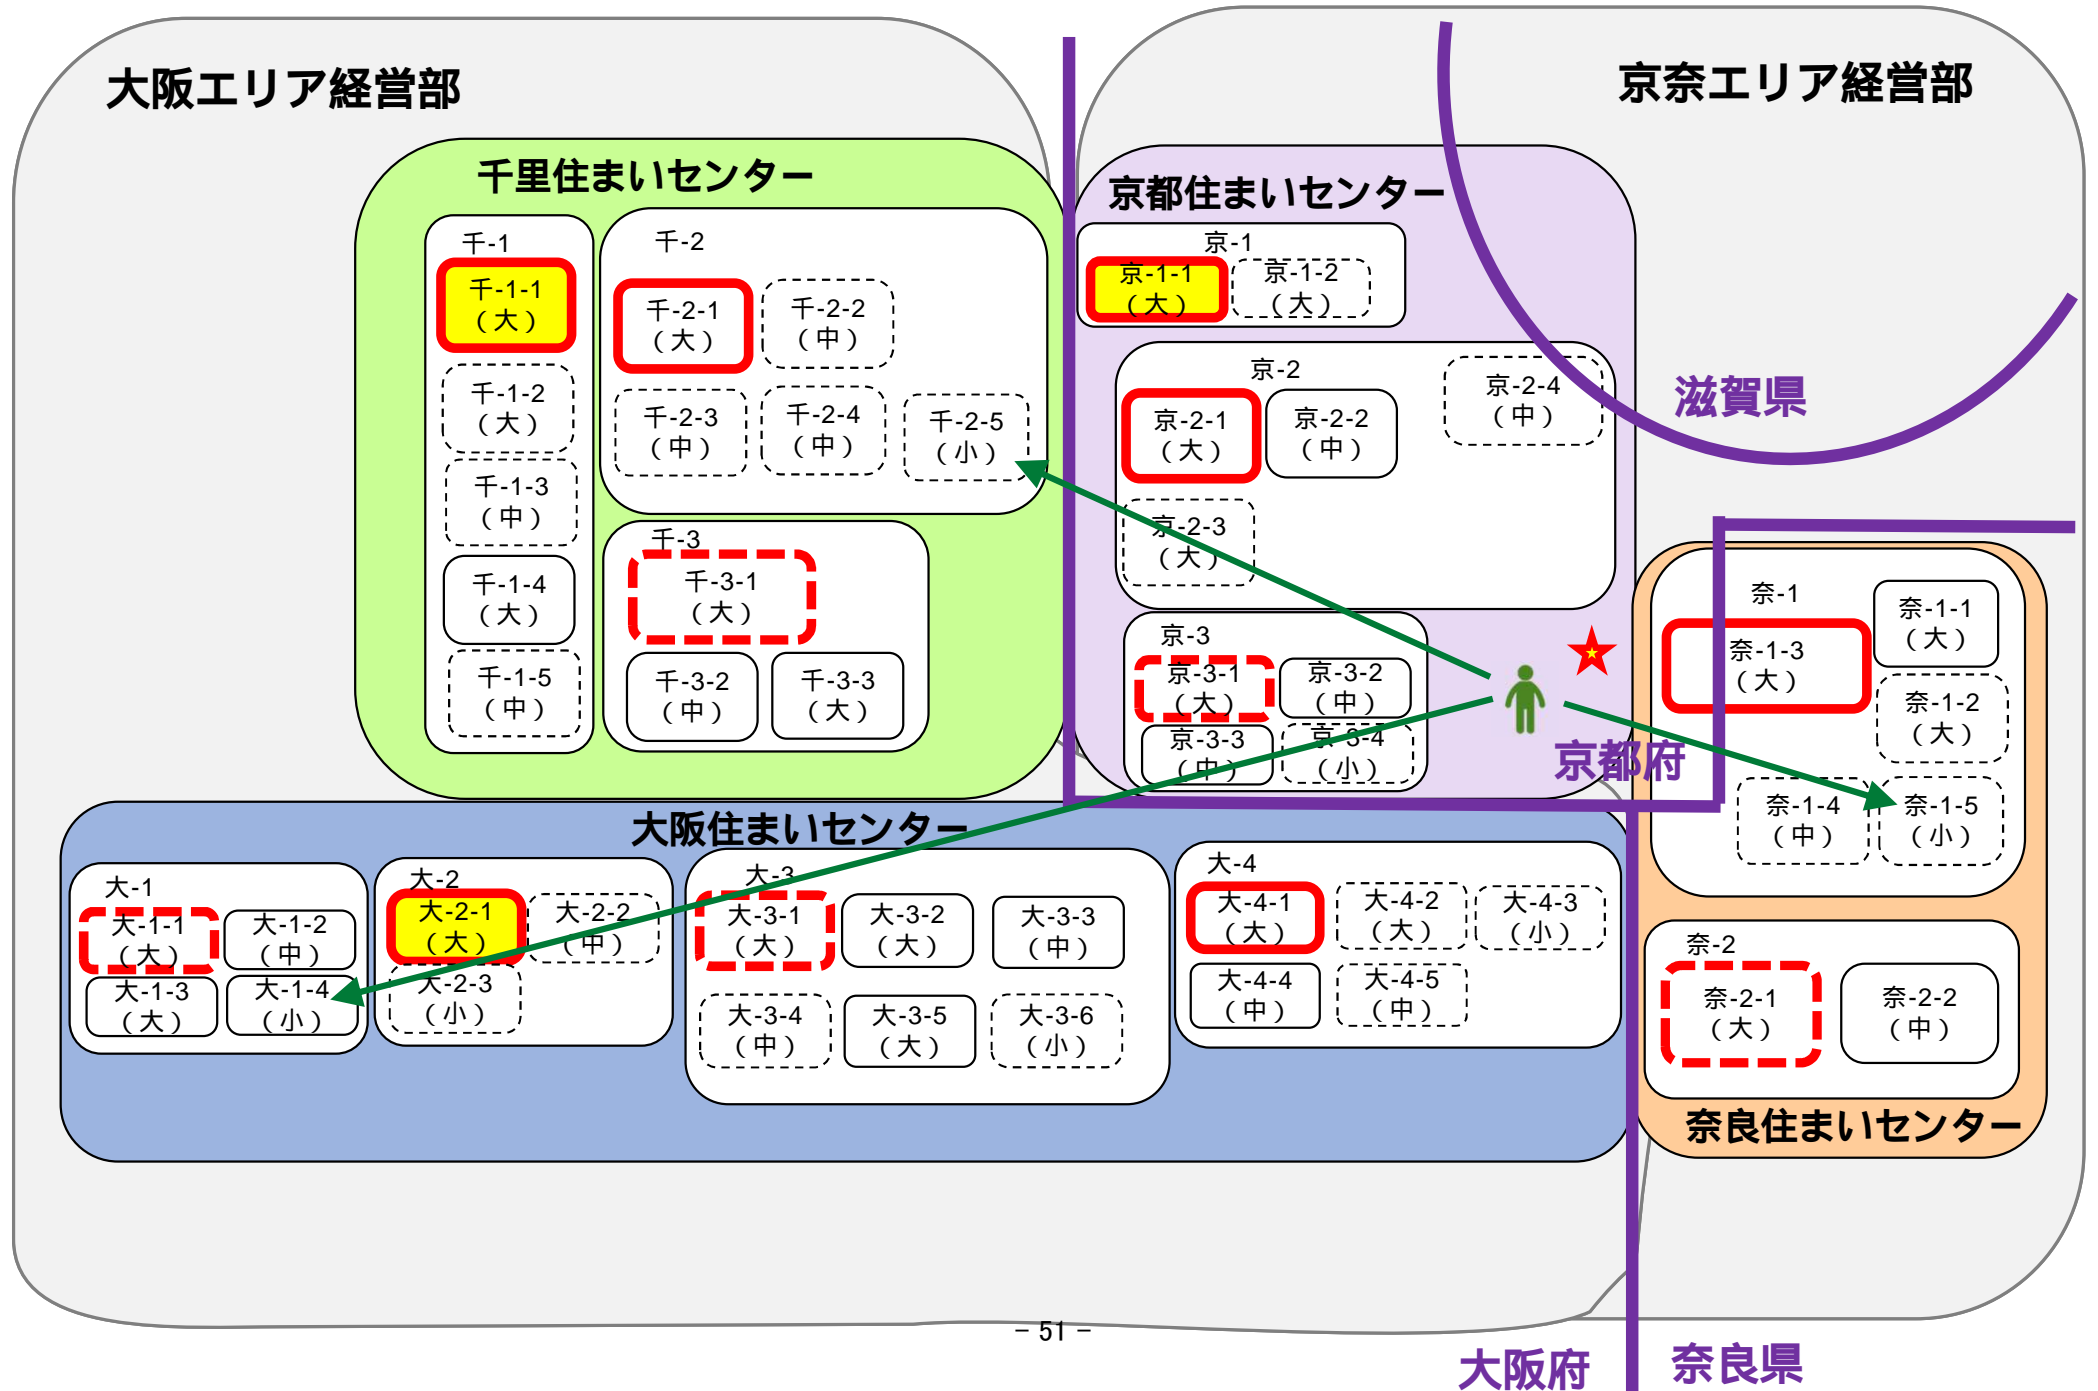 大阪エリア経営部
京奈エリア経営部
千里住まいセンター
千-1
千-1-1
（大）
千-1-2
（大）
千-1-3
（中）
千-1-4
（大）
千-1-5
（中）
千-2
千-2-1
（大）
千-2-2
（中）
千-2-3
（中）
千-2-4
（中）
千-2-5
（小）
千-3
千-3-1
（大）
千-3-2
（中）
千-3-3
（大）
京都住まいセンター
京-1
京-1-1
（大）
京-1-2
（大）
京-2
京-2-1
（大）
京-2-2
（中）
京-2-4
（中）
京-2-3
（大）
京-3
京-3-1
（大）
京-3-2
（中）
京-3-3
（中）
京-3-4
（小）
滋賀県
京都府
奈-1
奈-1-1
（大）
奈-1-3
（大）
奈-1-2
（大）
奈-1-4
（中）
奈-1-5
（小）
奈-2
奈-2-1
（大）
奈-2-2
（中）
奈良住まいセンター
大阪住まいセンター
大-1
大-1-1
（大）
大-1-2
（中）
大-1-3
（大）
大-1-4
（小）
大-2
大-2-1
（大）
大-2-2
（中）
大-2-3
（小）
大-3
大-3-1
（大）
大-3-2
（大）
大-3-3
（中）
大-3-4
（中）
大-3-5
（大）
大-3-6
（小）
大-4
大-4-1
（大）
大-4-2
（大）
大-4-3
（小）
大-4-4
（中）
大-4-5
（中）
- 51 -
大阪府
奈良県